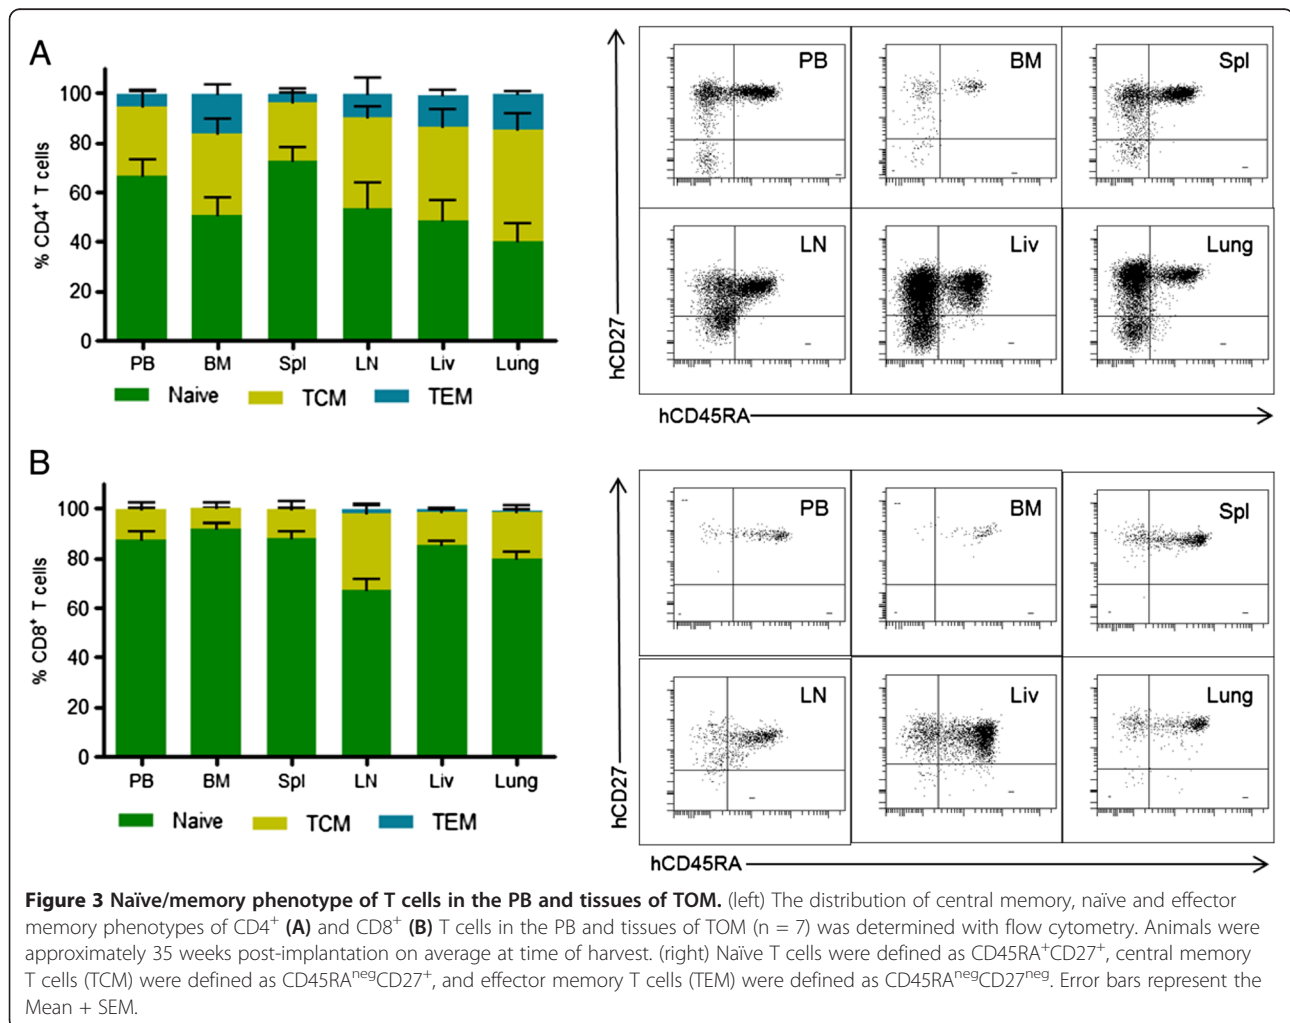 A
% CD4⁺ T cells
100
80
60
40
20
0
PB BM Spl LN Liv Lung
Naive TCM TEM
PB BM Spl
LN Liv Lung
hCD27
hCD45RA
B
% CD8⁺ T cells
100
80
60
40
20
0
PB BM Spl LN Liv Lung
Naive TCM TEM
PB BM Spl
LN Liv Lung
hCD27
hCD45RA
Figure 3 Naïve/memory phenotype of T cells in the PB and tissues of TOM. (left) The distribution of central memory, naïve and effector
memory phenotypes of CD4⁺ (A) and CD8⁺ (B) T cells in the PB and tissues of TOM (n = 7) was determined with flow cytometry. Animals were
approximately 35 weeks post-implantation on average at time of harvest. (right) Naïve T cells were defined as CD45RA⁺CD27⁺, central memory
T cells (TCM) were defined as CD45RAⁿᵉᵍCD27⁺, and effector memory T cells (TEM) were defined as CD45RAⁿᵉᵍCD27ⁿᵉᵍ. Error bars represent the
Mean + SEM.